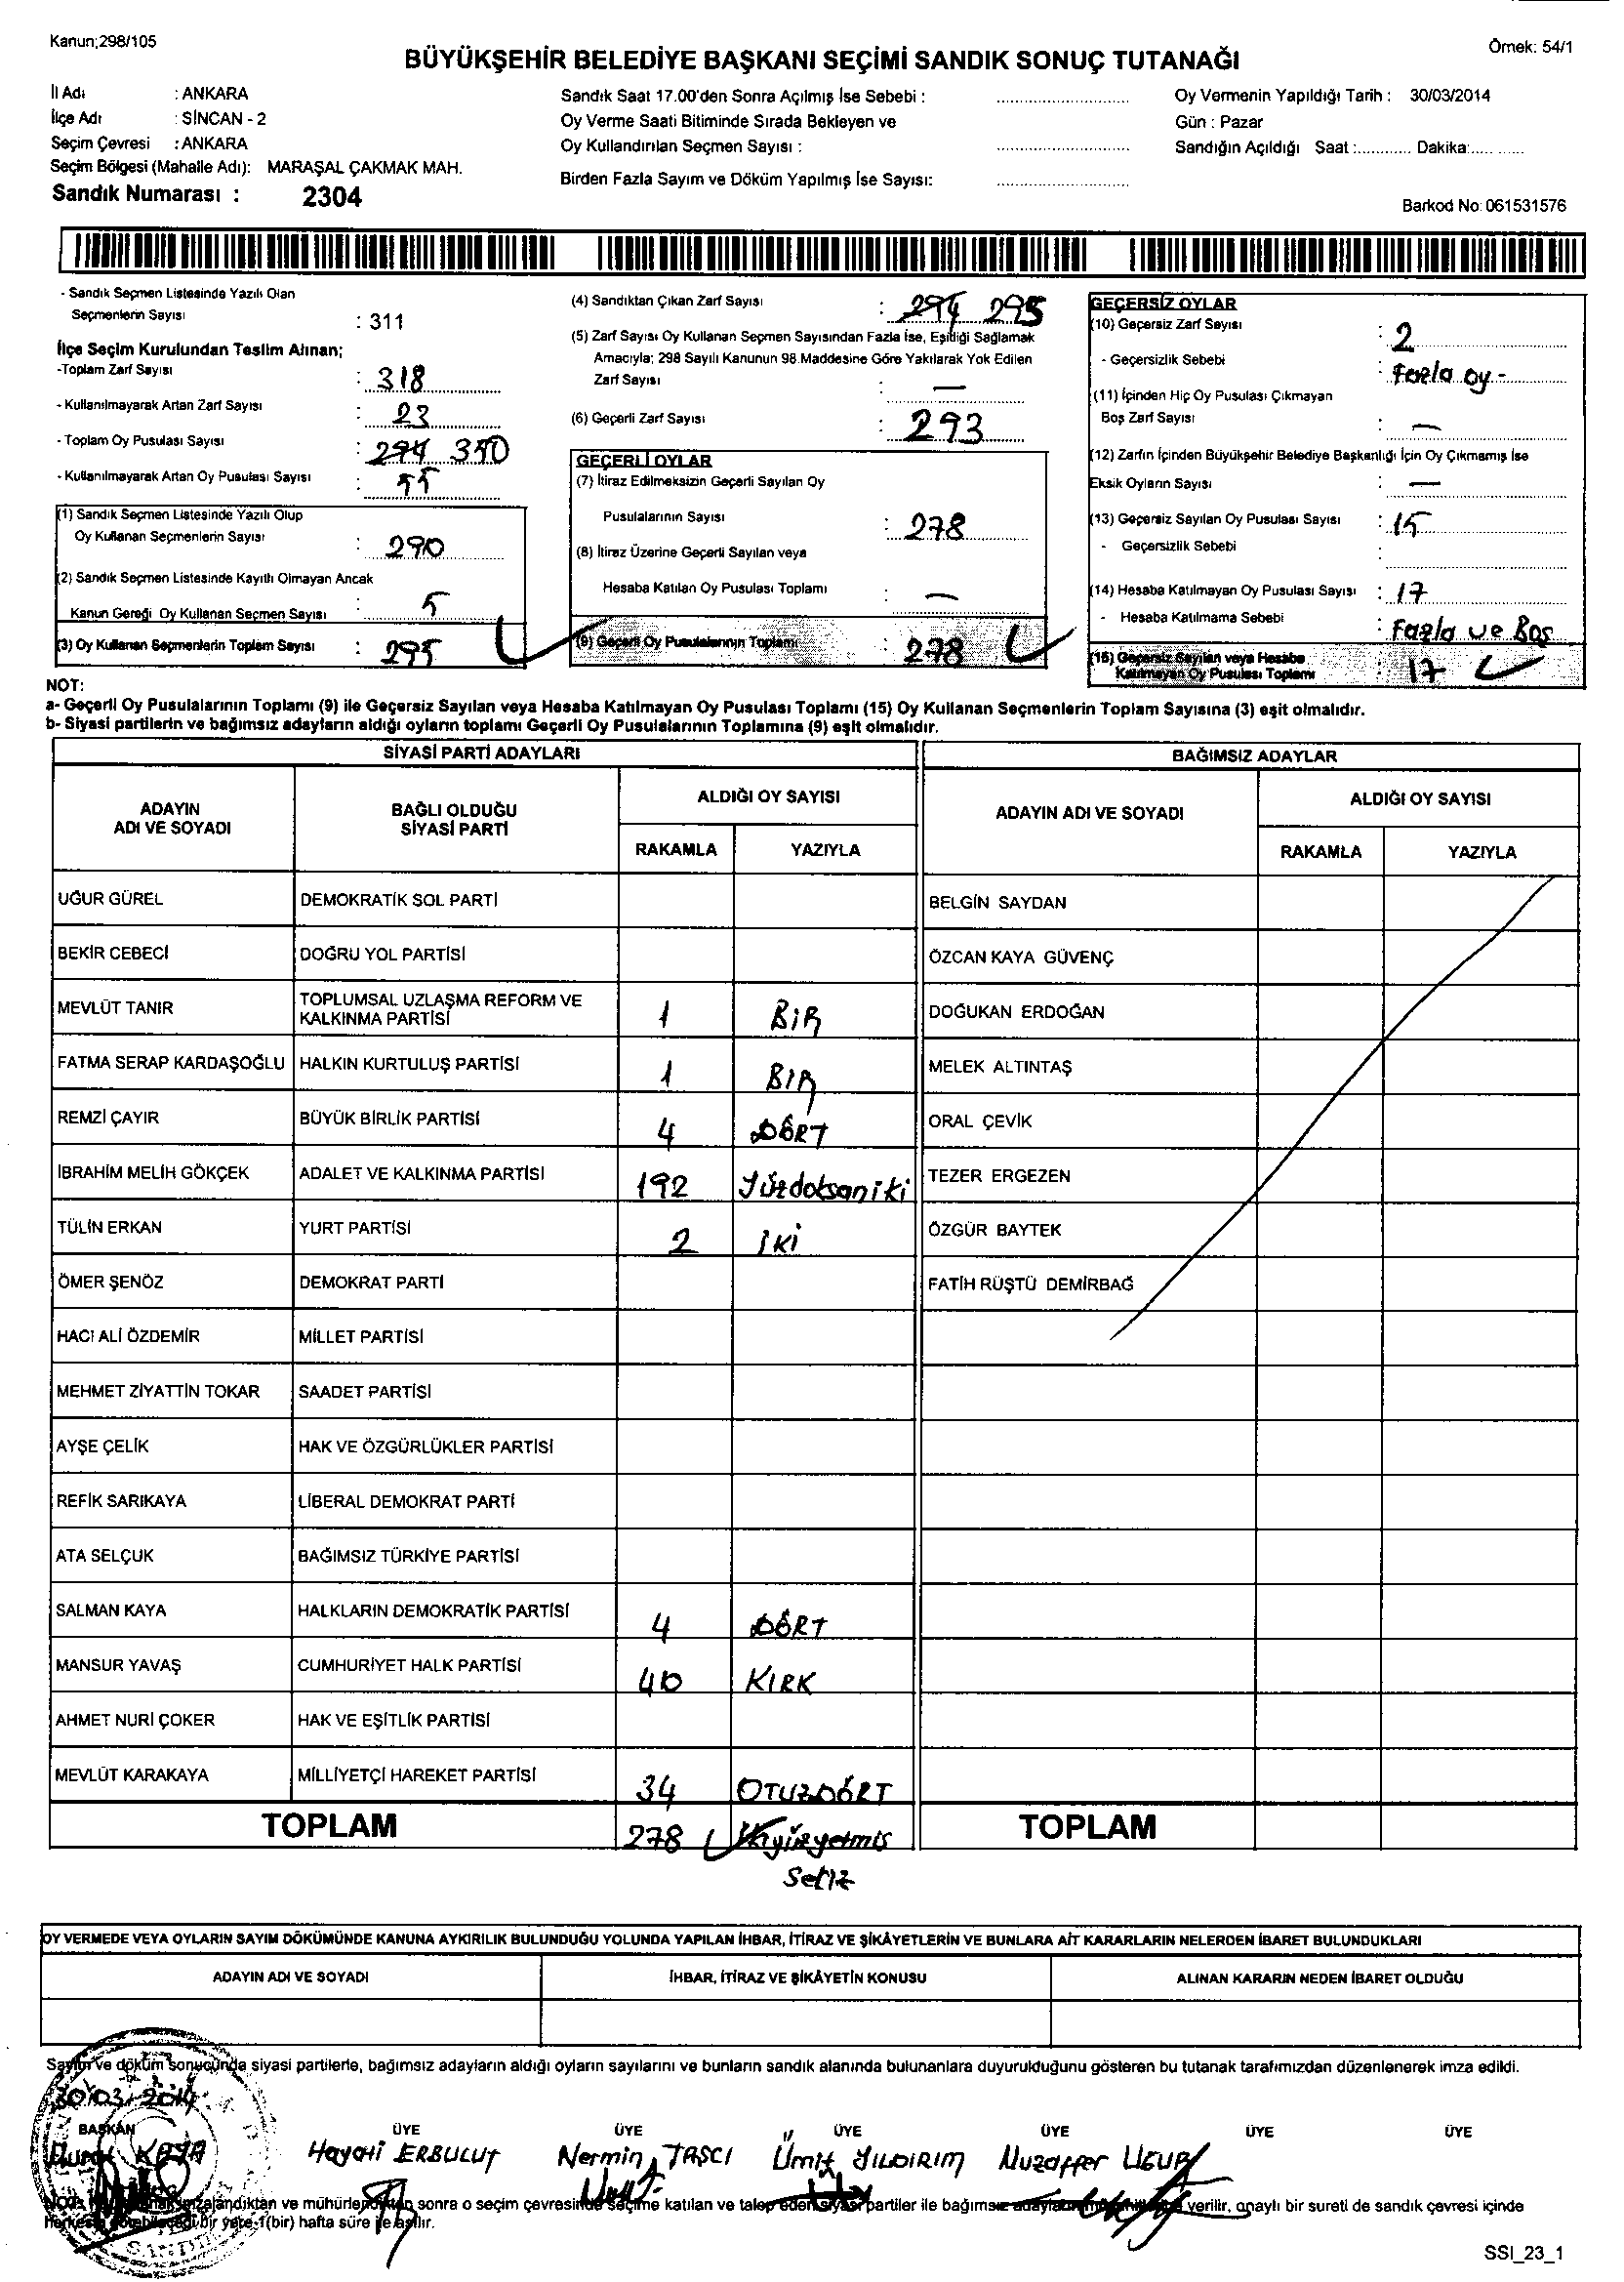 Kanun;298/105
Örnek: 54/1
BÜYÜKŞEHİR BELEDİYE BAŞKANI SEÇİMİ SANDIK SONUÇ TUTANAĞI
İl Adı : ANKARA
İlçe Adı : SİNCAN - 2
Seçim Çevresi : ANKARA
Seçim Bölgesi (Mahalle Adı): MARAŞAL ÇAKMAK MAH.
Sandık Numarası : 2304
Sandık Saat 17.00'den Sonra Açılmış İse Sebebi :
Oy Verme Saati Bitiminde Sırada Bekleyen ve
Oy Kullandırılan Seçmen Sayısı :
Birden Fazla Sayım ve Döküm Yapılmış İse Sayısı:
Oy Vermenin Yapıldığı Tarih : 30/03/2014
Gün : Pazar
Sandığın Açıldığı Saat :............ Dakika:...........
Barkod No: 061531576
- Sandık Seçmen Listesinde Yazılı Olan
Seçmenlerin Sayısı : 311
İlçe Seçim Kurulundan Teslim Alınan;
-Toplam Zarf Sayısı : 318
- Kullanılmayarak Artan Zarf Sayısı : 23
- Toplam Oy Pusulası Sayısı : 294 350
- Kullanılmayarak Artan Oy Pusulası Sayısı : 55
(1) Sandık Seçmen Listesinde Yazılı Olup
Oy Kullanan Seçmenlerin Sayısı : 290
(2) Sandık Seçmen Listesinde Kayıtlı Olmayan Ancak
Kanun Gereği Oy Kullanan Seçmen Sayısı : 5
(3) Oy Kullanan Seçmenlerin Toplam Sayısı : 295
(4) Sandıktan Çıkan Zarf Sayısı : 294 295
(5) Zarf Sayısı Oy Kullanan Seçmen Sayısından Fazla İse, Eşitliği Sağlamak
Amacıyla; 298 Sayılı Kanunun 98.Maddesine Göre Yakılarak Yok Edilen
Zarf Sayısı : —
(6) Geçerli Zarf Sayısı : 293
GEÇERLİ OYLAR
(7) İtiraz Edilmeksizin Geçerli Sayılan Oy
Pusulalarının Sayısı : 278
(8) İtiraz Üzerine Geçerli Sayılan veya
Hesaba Katılan Oy Pusulası Toplamı : —
(9) Geçerli Oy Pusulalarının Toplamı : 278
GEÇERSİZ OYLAR
(10) Geçersiz Zarf Sayısı : 2
- Geçersizlik Sebebi : Fazla oy -
(11) İçinden Hiç Oy Pusulası Çıkmayan
Boş Zarf Sayısı : —
(12) Zarfın İçinden Büyükşehir Belediye Başkanlığı İçin Oy Çıkmamış İse
Eksik Oyların Sayısı : —
(13) Geçersiz Sayılan Oy Pusulası Sayısı : 15
- Geçersizlik Sebebi :
(14) Hesaba Katılmayan Oy Pusulası Sayısı : 17
- Hesaba Katılmama Sebebi : Fazla ve Boş
(15) Geçersiz Sayılan veya Hesaba
Katılmayan Oy Pusulası Toplamı : 17
NOT:
a- Geçerli Oy Pusulalarının Toplamı (9) ile Geçersiz Sayılan veya Hesaba Katılmayan Oy Pusulası Toplamı (15) Oy Kullanan Seçmenlerin Toplam Sayısına (3) eşit olmalıdır.
b- Siyasi partilerin ve bağımsız adayların aldığı oyların toplamı Geçerli Oy Pusulalarının Toplamına (9) eşit olmalıdır.
SİYASİ PARTİ ADAYLARI
BAĞIMSIZ ADAYLAR
ADAYIN
ADI VE SOYADI
BAĞLI OLDUĞU
SİYASİ PARTİ
ALDIĞI OY SAYISI
RAKAMLA YAZIYLA
ADAYIN ADI VE SOYADI
ALDIĞI OY SAYISI
RAKAMLA YAZIYLA
UĞUR GÜREL DEMOKRATİK SOL PARTİ BELGİN SAYDAN
BEKİR CEBECİ DOĞRU YOL PARTİSİ ÖZCAN KAYA GÜVENÇ
MEVLÜT TANIR TOPLUMSAL UZLAŞMA REFORM VE
KALKINMA PARTİSİ 1 BİR DOĞUKAN ERDOĞAN
FATMA SERAP KARDAŞOĞLU HALKIN KURTULUŞ PARTİSİ 1 BİR MELEK ALTINTAŞ
REMZİ ÇAYIR BÜYÜK BİRLİK PARTİSİ 4 DÖRT ORAL ÇEVİK
İBRAHİM MELİH GÖKÇEK ADALET VE KALKINMA PARTİSİ 192 Yüzdoksaniki TEZER ERGEZEN
TÜLİN ERKAN YURT PARTİSİ 2 İKİ ÖZGÜR BAYTEK
ÖMER ŞENÖZ DEMOKRAT PARTİ FATİH RÜŞTÜ DEMİRBAĞ
HACI ALİ ÖZDEMİR MİLLET PARTİSİ
MEHMET ZİYATTİN TOKAR SAADET PARTİSİ
AYŞE ÇELİK HAK VE ÖZGÜRLÜKLER PARTİSİ
REFİK SARIKAYA LİBERAL DEMOKRAT PARTİ
ATA SELÇUK BAĞIMSIZ TÜRKİYE PARTİSİ
SALMAN KAYA HALKLARIN DEMOKRATİK PARTİSİ 4 DÖRT
MANSUR YAVAŞ CUMHURİYET HALK PARTİSİ 40 KIRK
AHMET NURİ ÇOKER HAK VE EŞİTLİK PARTİSİ
MEVLÜT KARAKAYA MİLLİYETÇİ HAREKET PARTİSİ 34 OTUZDÖRT
TOPLAM 278 İkiyüzyetmiş TOPLAM
Sekiz
OY VERMEDE VEYA OYLARIN SAYIM DÖKÜMÜNDE KANUNA AYKIRILIK BULUNDUĞU YOLUNDA YAPILAN İHBAR, İTİRAZ VE ŞİKÂYETLERİN VE BUNLARA AİT KARARLARIN NELERDEN İBARET BULUNDUKLARI
ADAYIN ADI VE SOYADI İHBAR, İTİRAZ VE ŞİKÂYETİN KONUSU ALINAN KARARIN NEDEN İBARET OLDUĞU
Sayım ve döküm sonucunda siyasi partilerle, bağımsız adayların aldığı oyların sayılarını ve bunların sandık alanında bulunanlara duyurulduğunu gösteren bu tutanak tarafımızdan düzenlenerek imza edildi.
30/03/2014
BAŞKAN ÜYE ÜYE ÜYE ÜYE ÜYE ÜYE
KAYA Hayati ERBULUT Nermin TAŞCI Ümit YILDIRIM Muzaffer UĞUR
imzalandıktan ve mühürlendikten sonra o seçim çevresinde seçime katılan ve talep eden siyasi partiler ile bağımsız verilir, onaylı bir sureti de sandık çevresi içinde
bir yere 1(bir) hafta süre ile asılır.
SSI_23_1